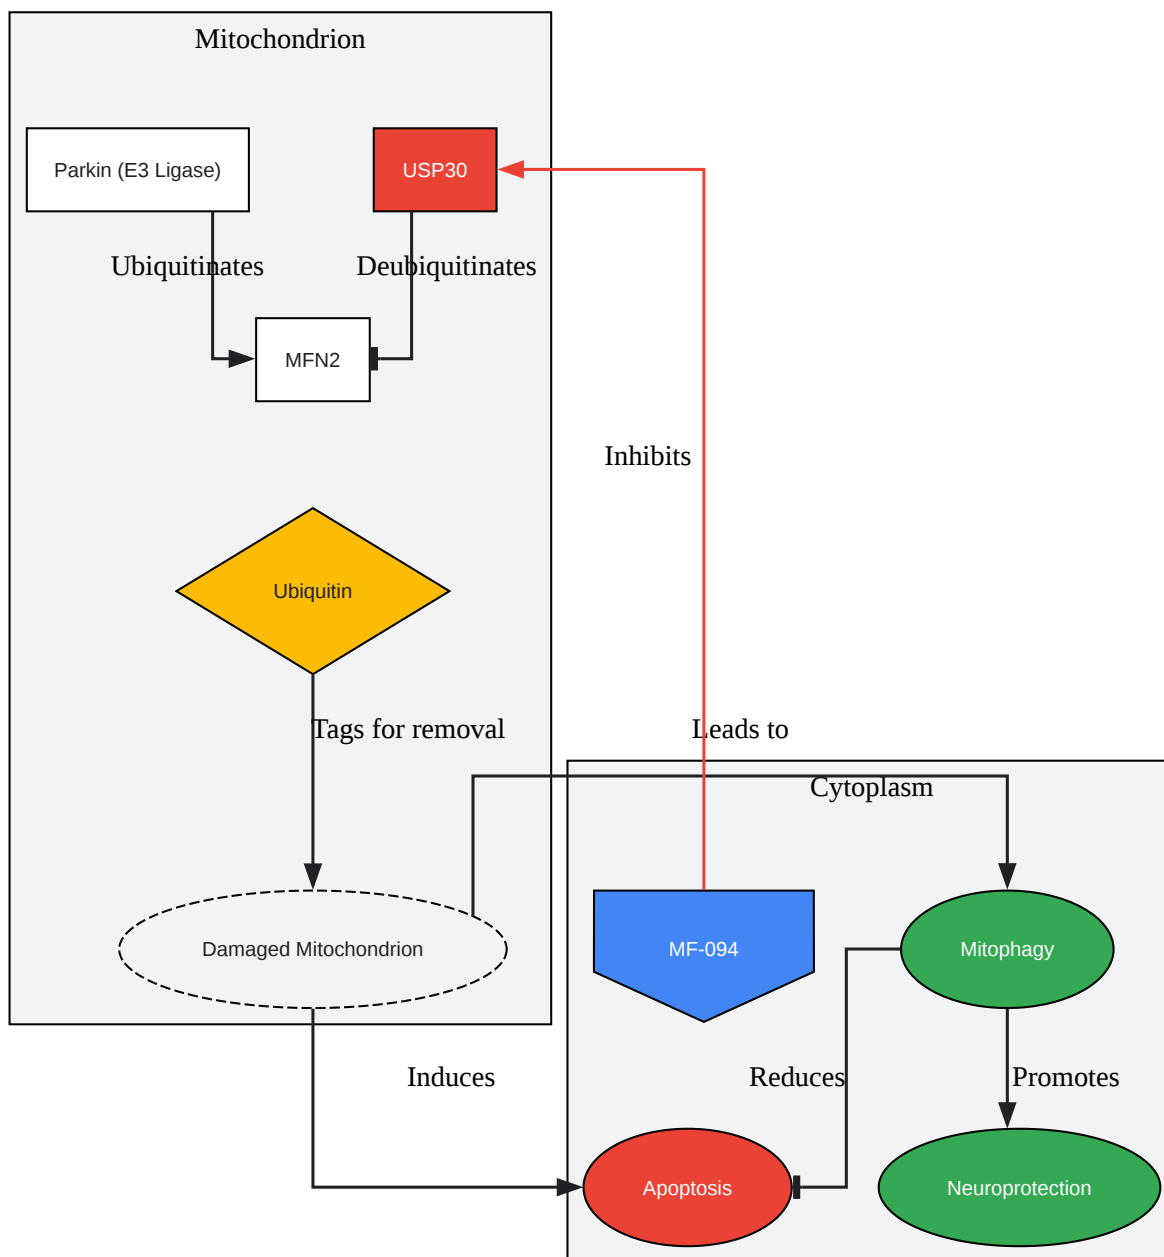 Mitochondrion
Parkin (E3 Ligase)
USP30
Ubiquitinates
Deubiquitinates
MFN2
Inhibits
Ubiquitin
Tags for removal
Leads to
Cytoplasm
Damaged Mitochondrion
MF-094
Mitophagy
Induces
Reduces
Promotes
Apoptosis
Neuroprotection